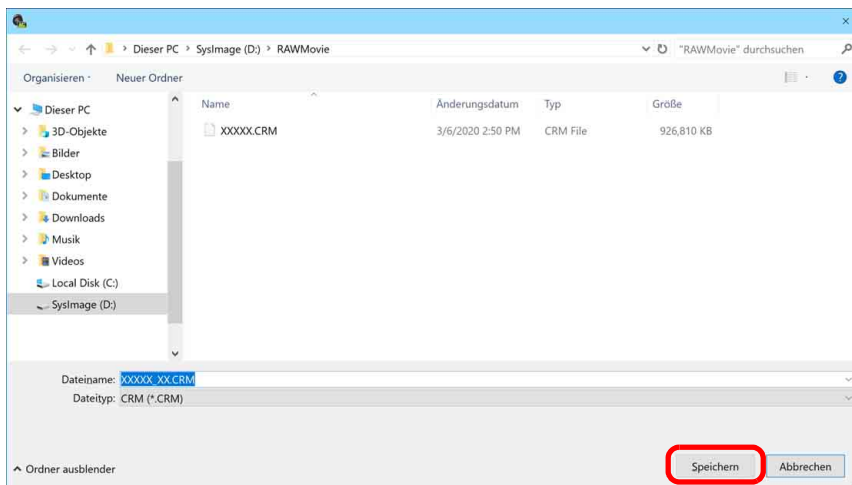 Dieser PC > SysImage (D:) > RAWMovie "RAWMovie" durchsuchen
Organisieren Neuer Ordner
Name Änderungsdatum Typ Größe
Dieser PC
3D-Objekte
Bilder
Desktop
Dokumente
Downloads
Musik
Videos
Local Disk (C:)
SysImage (D:)
XXXXX.CRM 3/6/2020 2:50 PM CRM File 926,810 KB
Dateiname: XXXXX_XX.CRM
Dateityp: CRM (*.CRM)
Ordner ausblender
Speichern Abbrechen